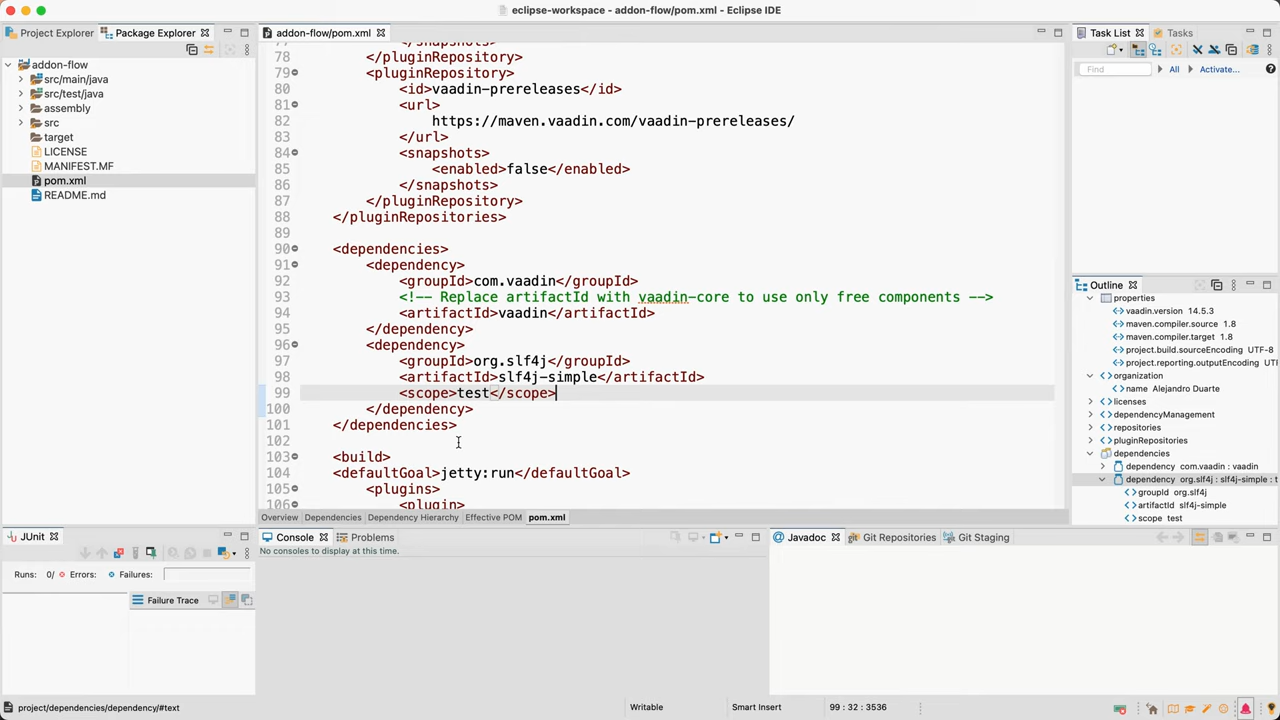 eclipse-workspace - addon-flow/pom.xml - Eclipse IDE
Project Explorer
Package Explorer
addon-flow
src/main/java
src/test/java
assembly
src
target
LICENSE
MANIFEST.MF
pom.xml
README.md
addon-flow/pom.xml
78 </pluginRepository>
79 <pluginRepository>
80 <id>vaadin-prereleases</id>
81 <url>
82 https://maven.vaadin.com/vaadin-prereleases/
83 </url>
84 <snapshots>
85 <enabled>false</enabled>
86 </snapshots>
87 </pluginRepository>
88 </pluginRepositories>
89
90 <dependencies>
91 <dependency>
92 <groupId>com.vaadin</groupId>
93 <!-- Replace artifactId with vaadin-core to use only free components -->
94 <artifactId>vaadin</artifactId>
95 </dependency>
96 <dependency>
97 <groupId>org.slf4j</groupId>
98 <artifactId>slf4j-simple</artifactId>
99 <scope>test</scope>
100 </dependency>
101 </dependencies>
102
103 <build>
104 <defaultGoal>jetty:run</defaultGoal>
105 <plugins>
106 <plugin>
Overview Dependencies Dependency Hierarchy Effective POM pom.xml
Task List
Tasks
Find
All
Activate...
Outline
properties
vaadin.version 14.5.3
maven.compiler.source 1.8
maven.compiler.target 1.8
project.build.sourceEncoding UTF-8
project.reporting.outputEncoding
organization
name Alejandro Duarte
licenses
dependencyManagement
repositories
pluginRepositories
dependencies
dependency com.vaadin : vaadin
dependency org.slf4j : slf4j-simple : t
groupId org.slf4j
artifactId slf4j-simple
scope test
JUnit
Runs: 0/ Errors: Failures:
Failure Trace
Console
Problems
No consoles to display at this time.
Javadoc
Git Repositories
Git Staging
project/dependencies/dependency/#text
Writable
Smart Insert
99 : 32 : 3536